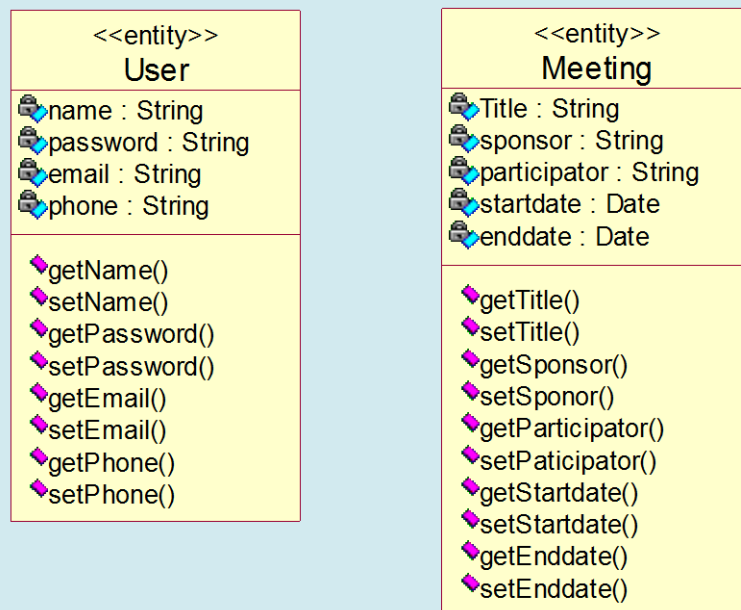 <<entity>>
User
name : String
password : String
email : String
phone : String
getName()
setName()
getPassword()
setPassword()
getEmail()
setEmail()
getPhone()
setPhone()
<<entity>>
Meeting
Title : String
sponsor : String
participator : String
startdate : Date
enddate : Date
getTitle()
setTitle()
getSponsor()
setSponor()
getParticipator()
setPaticipator()
getStartdate()
setStartdate()
getEnddate()
setEnddate()